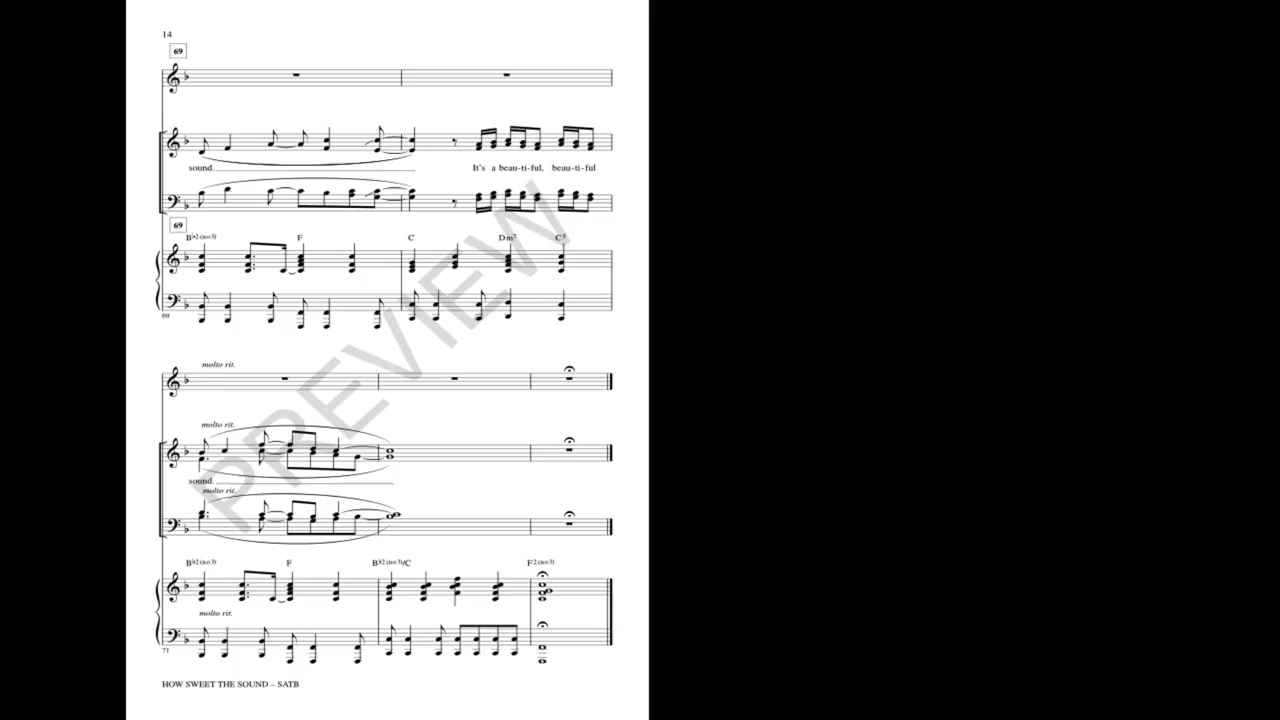 14
69
sound.
It's a beau-ti-ful, beau-ti-ful
69
B♭2(no3) F C Dm7 C5
69
PREVIEW
molto rit.
molto rit.
sound.
molto rit.
B♭2(no3) F B♭2(no3)/C F2(no3)
molto rit.
71
HOW SWEET THE SOUND – SATB